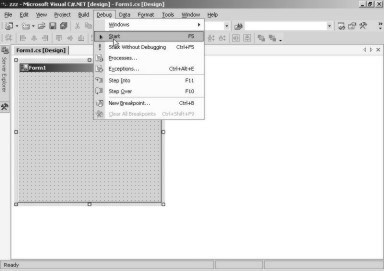 zzz - Microsoft Visual C#.NET [design] - Form1.cs [Design]
File Edit View Project Build Debug Data Format Tools Window Help
Windows
Start F5
Start Without Debugging Ctrl+F5
Processes...
Exceptions... Ctrl+Alt+E
Step Into F11
Step Over F10
New Breakpoint... Ctrl+B
Clear All Breakpoints Ctrl+Shift+F9
Form1.cs [Design]
Server Explorer
Form1
Ready